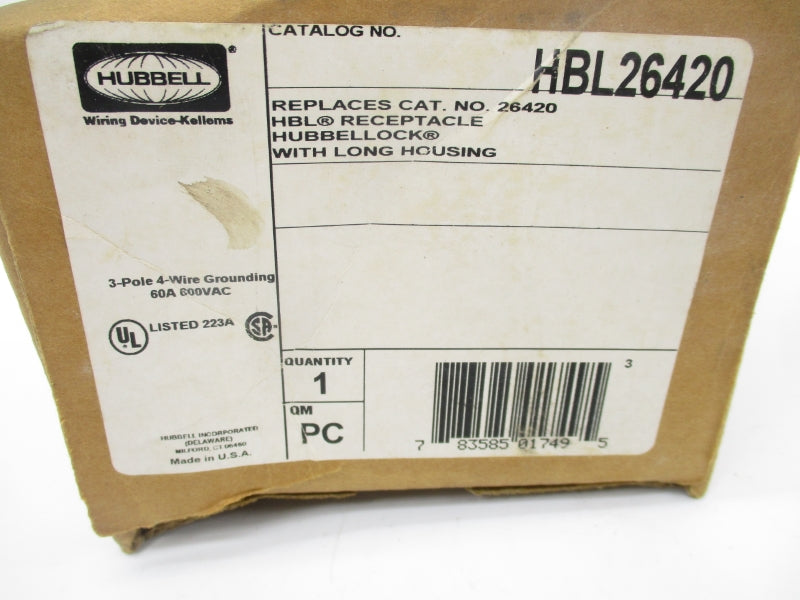 HUBBELL®
Wiring Device-Kellems
CATALOG NO.
HBL26420
REPLACES CAT. NO. 26420
HBL® RECEPTACLE
HUBBELLOCK®
WITH LONG HOUSING
3-Pole 4-Wire Grounding
60A 600VAC
UL LISTED 223A SA
QUANTITY
1
QM
PC
HUBBELL INCORPORATED
(DELAWARE)
MILFORD, CT 06460
Made in U.S.A.
3
7 83585 01749 5